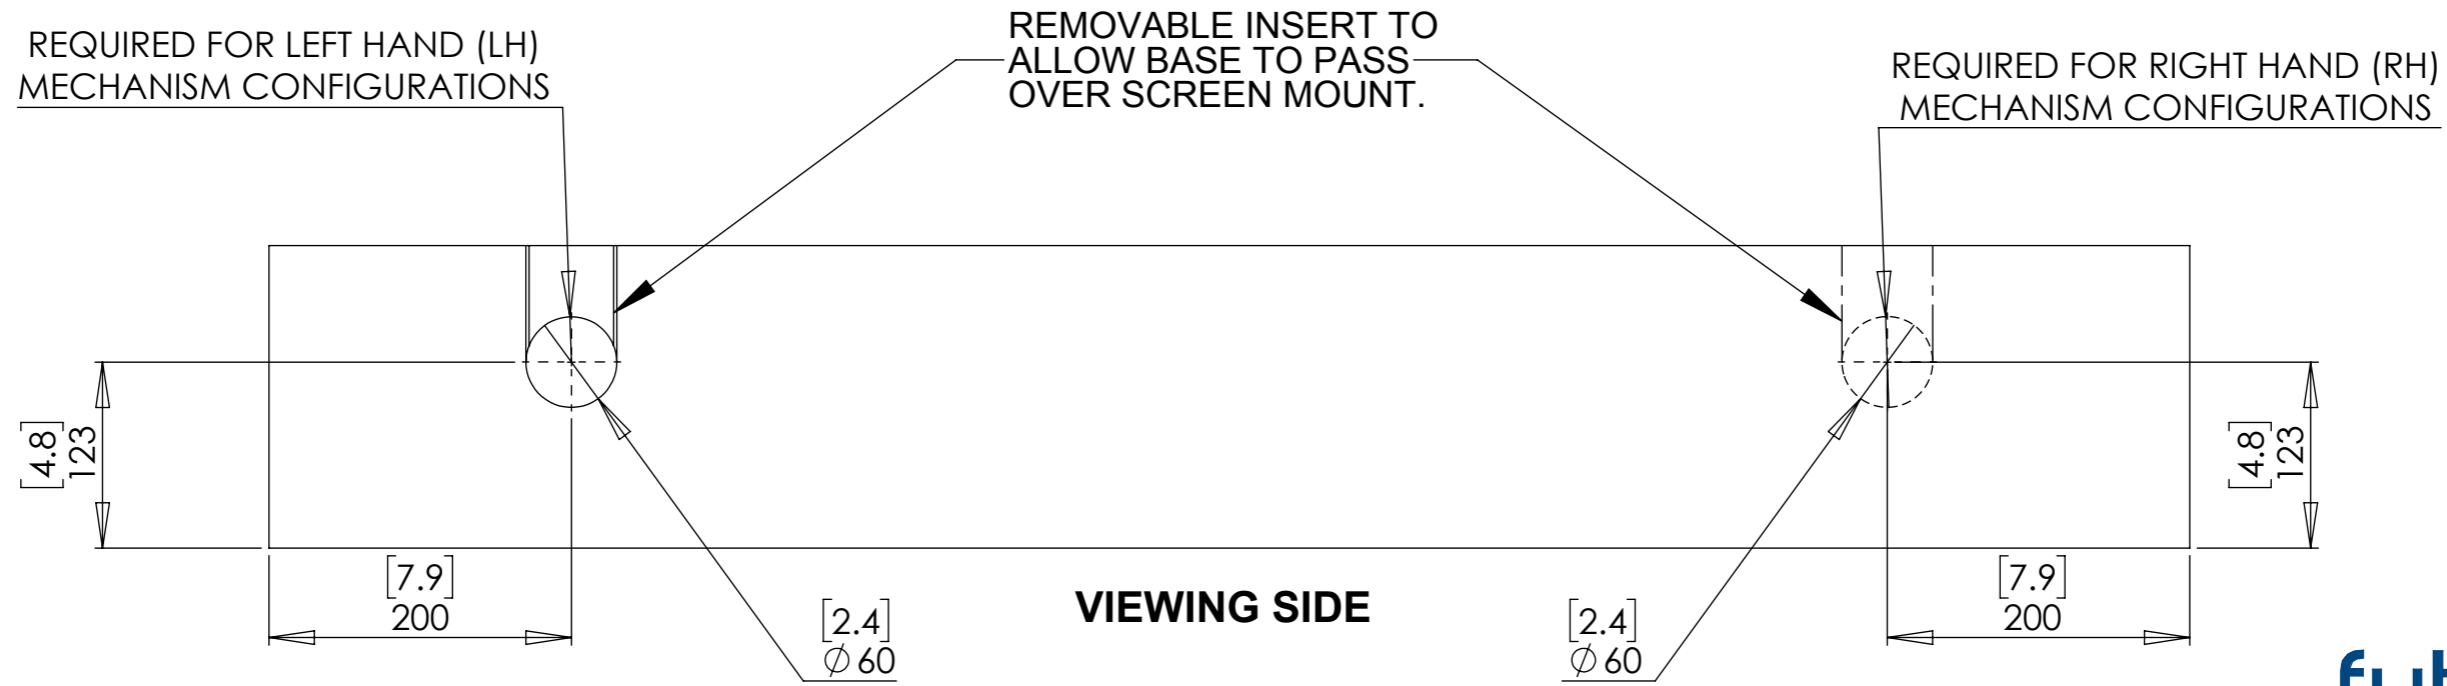 REQUIRED FOR LEFT HAND (LH)
MECHANISM CONFIGURATIONS
REMOVABLE INSERT TO
ALLOW BASE TO PASS
OVER SCREEN MOUNT.
REQUIRED FOR RIGHT HAND (RH)
MECHANISM CONFIGURATIONS
[4.8]
123
[4.8]
123
[7.9]
200
[2.4]
∅60
VIEWING SIDE
[2.4]
∅60
[7.9]
200